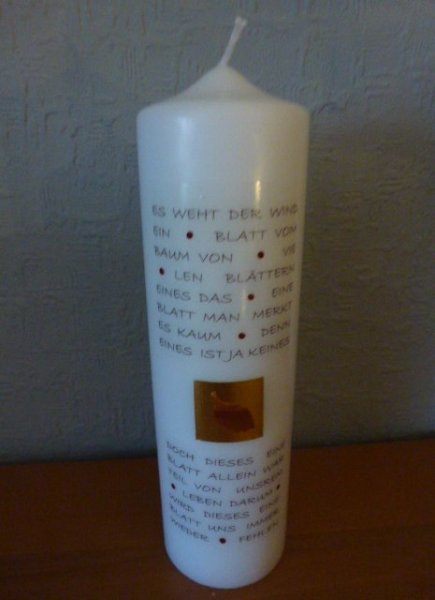 ES WEHT DER WIND
EIN • BLATT VOM
BAUM VON • VIE
• LEN BLÄTTERN
EINES DAS • EINE
BLATT MAN MERKT
ES KAUM • DENN
EINES IST JA KEINES
DOCH DIESES EINE
BLATT ALLEIN WAR
TEIL VON UNSREM
• LEBEN DARUM •
WIRD DIESES EINE
BLATT UNS IMMER
WIEDER • FEHLEN